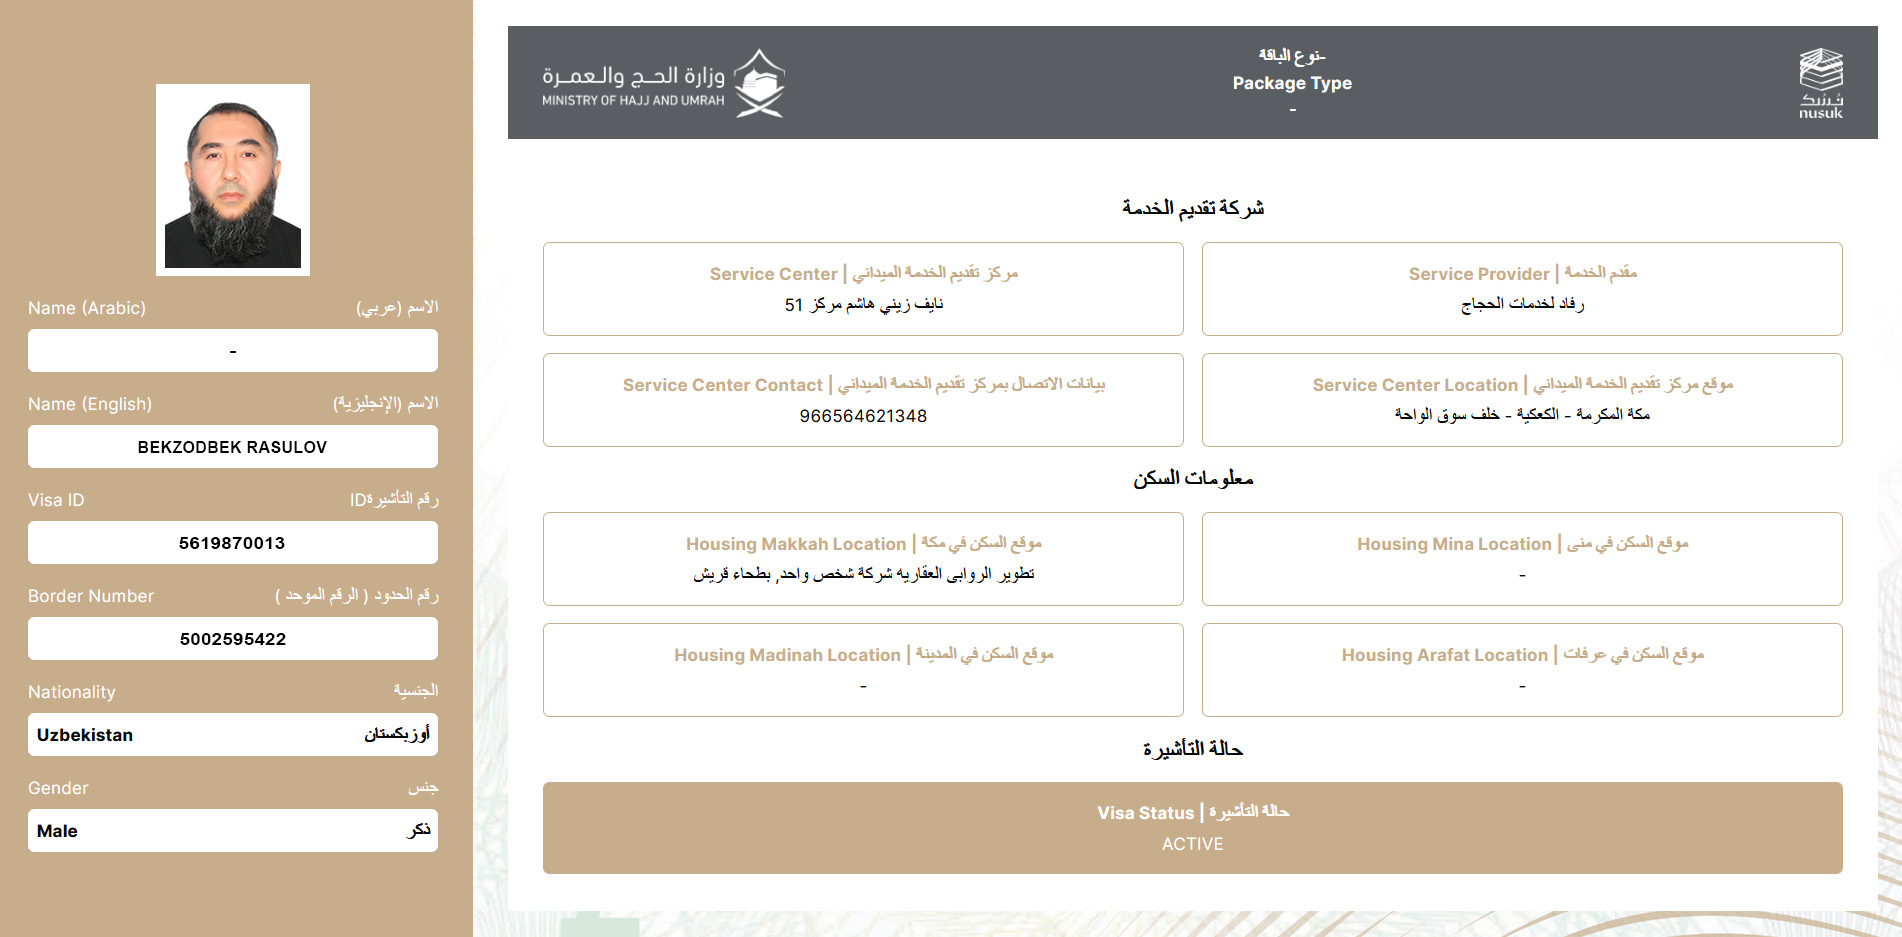 Name (Arabic) الاسم (عربي)
-
Name (English) الاسم (الإنجليزية)
BEKZODBEK RASULOV
Visa ID رقم التأشيرةID
5619870013
Border Number رقم الحدود ( الرقم الموحد )
5002595422
Nationality الجنسية
Uzbekistan أوزبكستان
Gender جنس
Male ذكر
وزارة الحج والعمرة
MINISTRY OF HAJJ AND UMRAH
نوع الباقة-
Package Type
-
نُسُك
nusuk
شركة تقديم الخدمة
Service Center | مركز تقديم الخدمة الميداني
نايف زيني هاشم مركز 51
Service Provider | مقدم الخدمة
رفاد لخدمات الحجاج
Service Center Contact | بيانات الاتصال بمركز تقديم الخدمة الميداني
966564621348
Service Center Location | موقع مركز تقديم الخدمة الميداني
مكة المكرمة - الكعكية - خلف سوق الواحة
معلومات السكن
Housing Makkah Location | موقع السكن في مكة
تطوير الروابى العقاريه شركة شخص واحد, بطحاء قريش
Housing Mina Location | موقع السكن في منى
-
Housing Madinah Location | موقع السكن في المدينة
-
Housing Arafat Location | موقع السكن في عرفات
-
حالة التأشيرة
Visa Status | حالة التأشيرة
ACTIVE